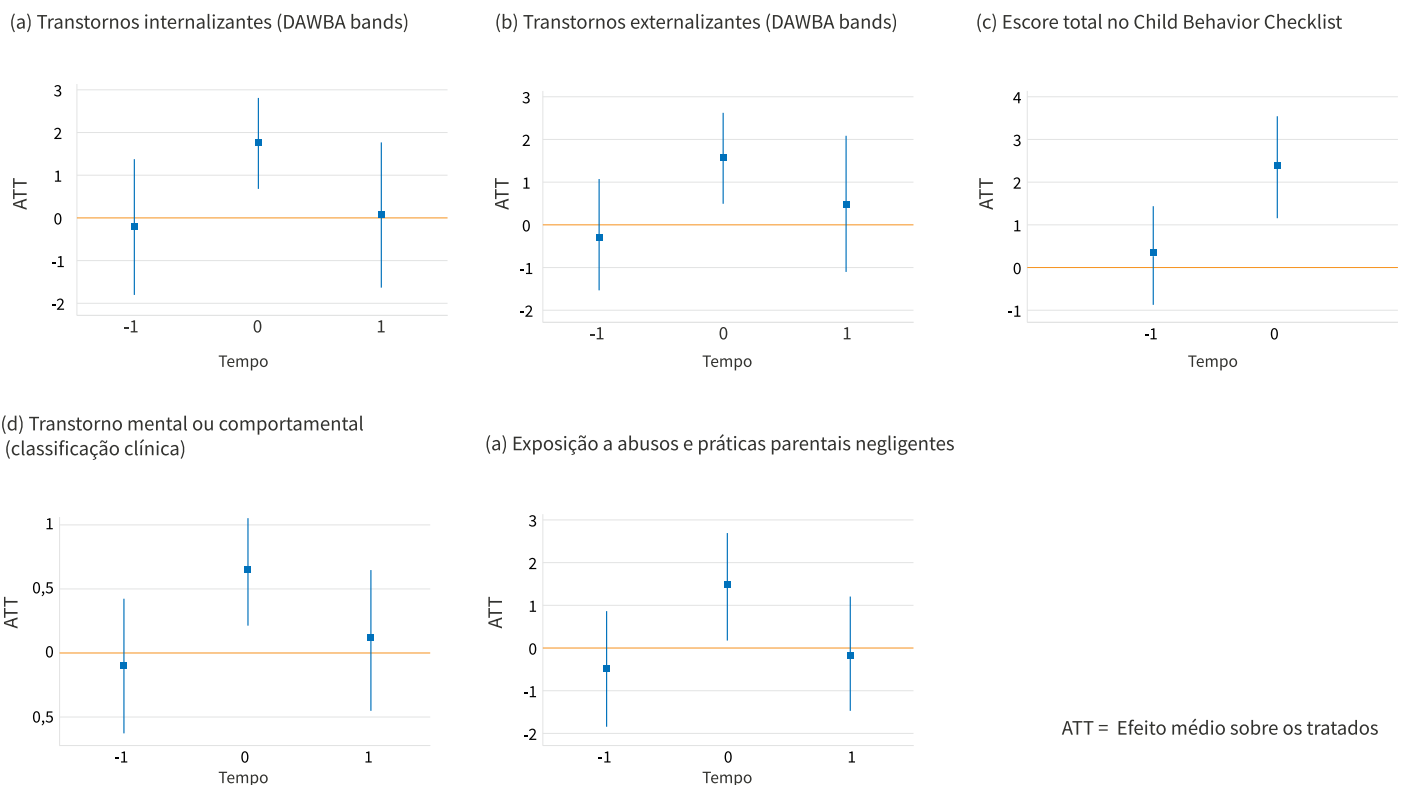 (a) Transtornos internalizantes (DAWBA bands)
3
2
1
0
-1
-2
ATT
-1 0 1
Tempo
(b) Transtornos externalizantes (DAWBA bands)
3
2
1
0
-1
-2
ATT
-1 0 1
Tempo
(c) Escore total no Child Behavior Checklist
4
3
2
1
0
-1
ATT
-1 0
Tempo
(d) Transtorno mental ou comportamental
(classificação clínica)
1
0,5
0
0,5
ATT
-1 0 1
Tempo
(a) Exposição a abusos e práticas parentais negligentes
3
2
1
0
-1
-2
ATT
-1 0 1
Tempo
ATT = Efeito médio sobre os tratados